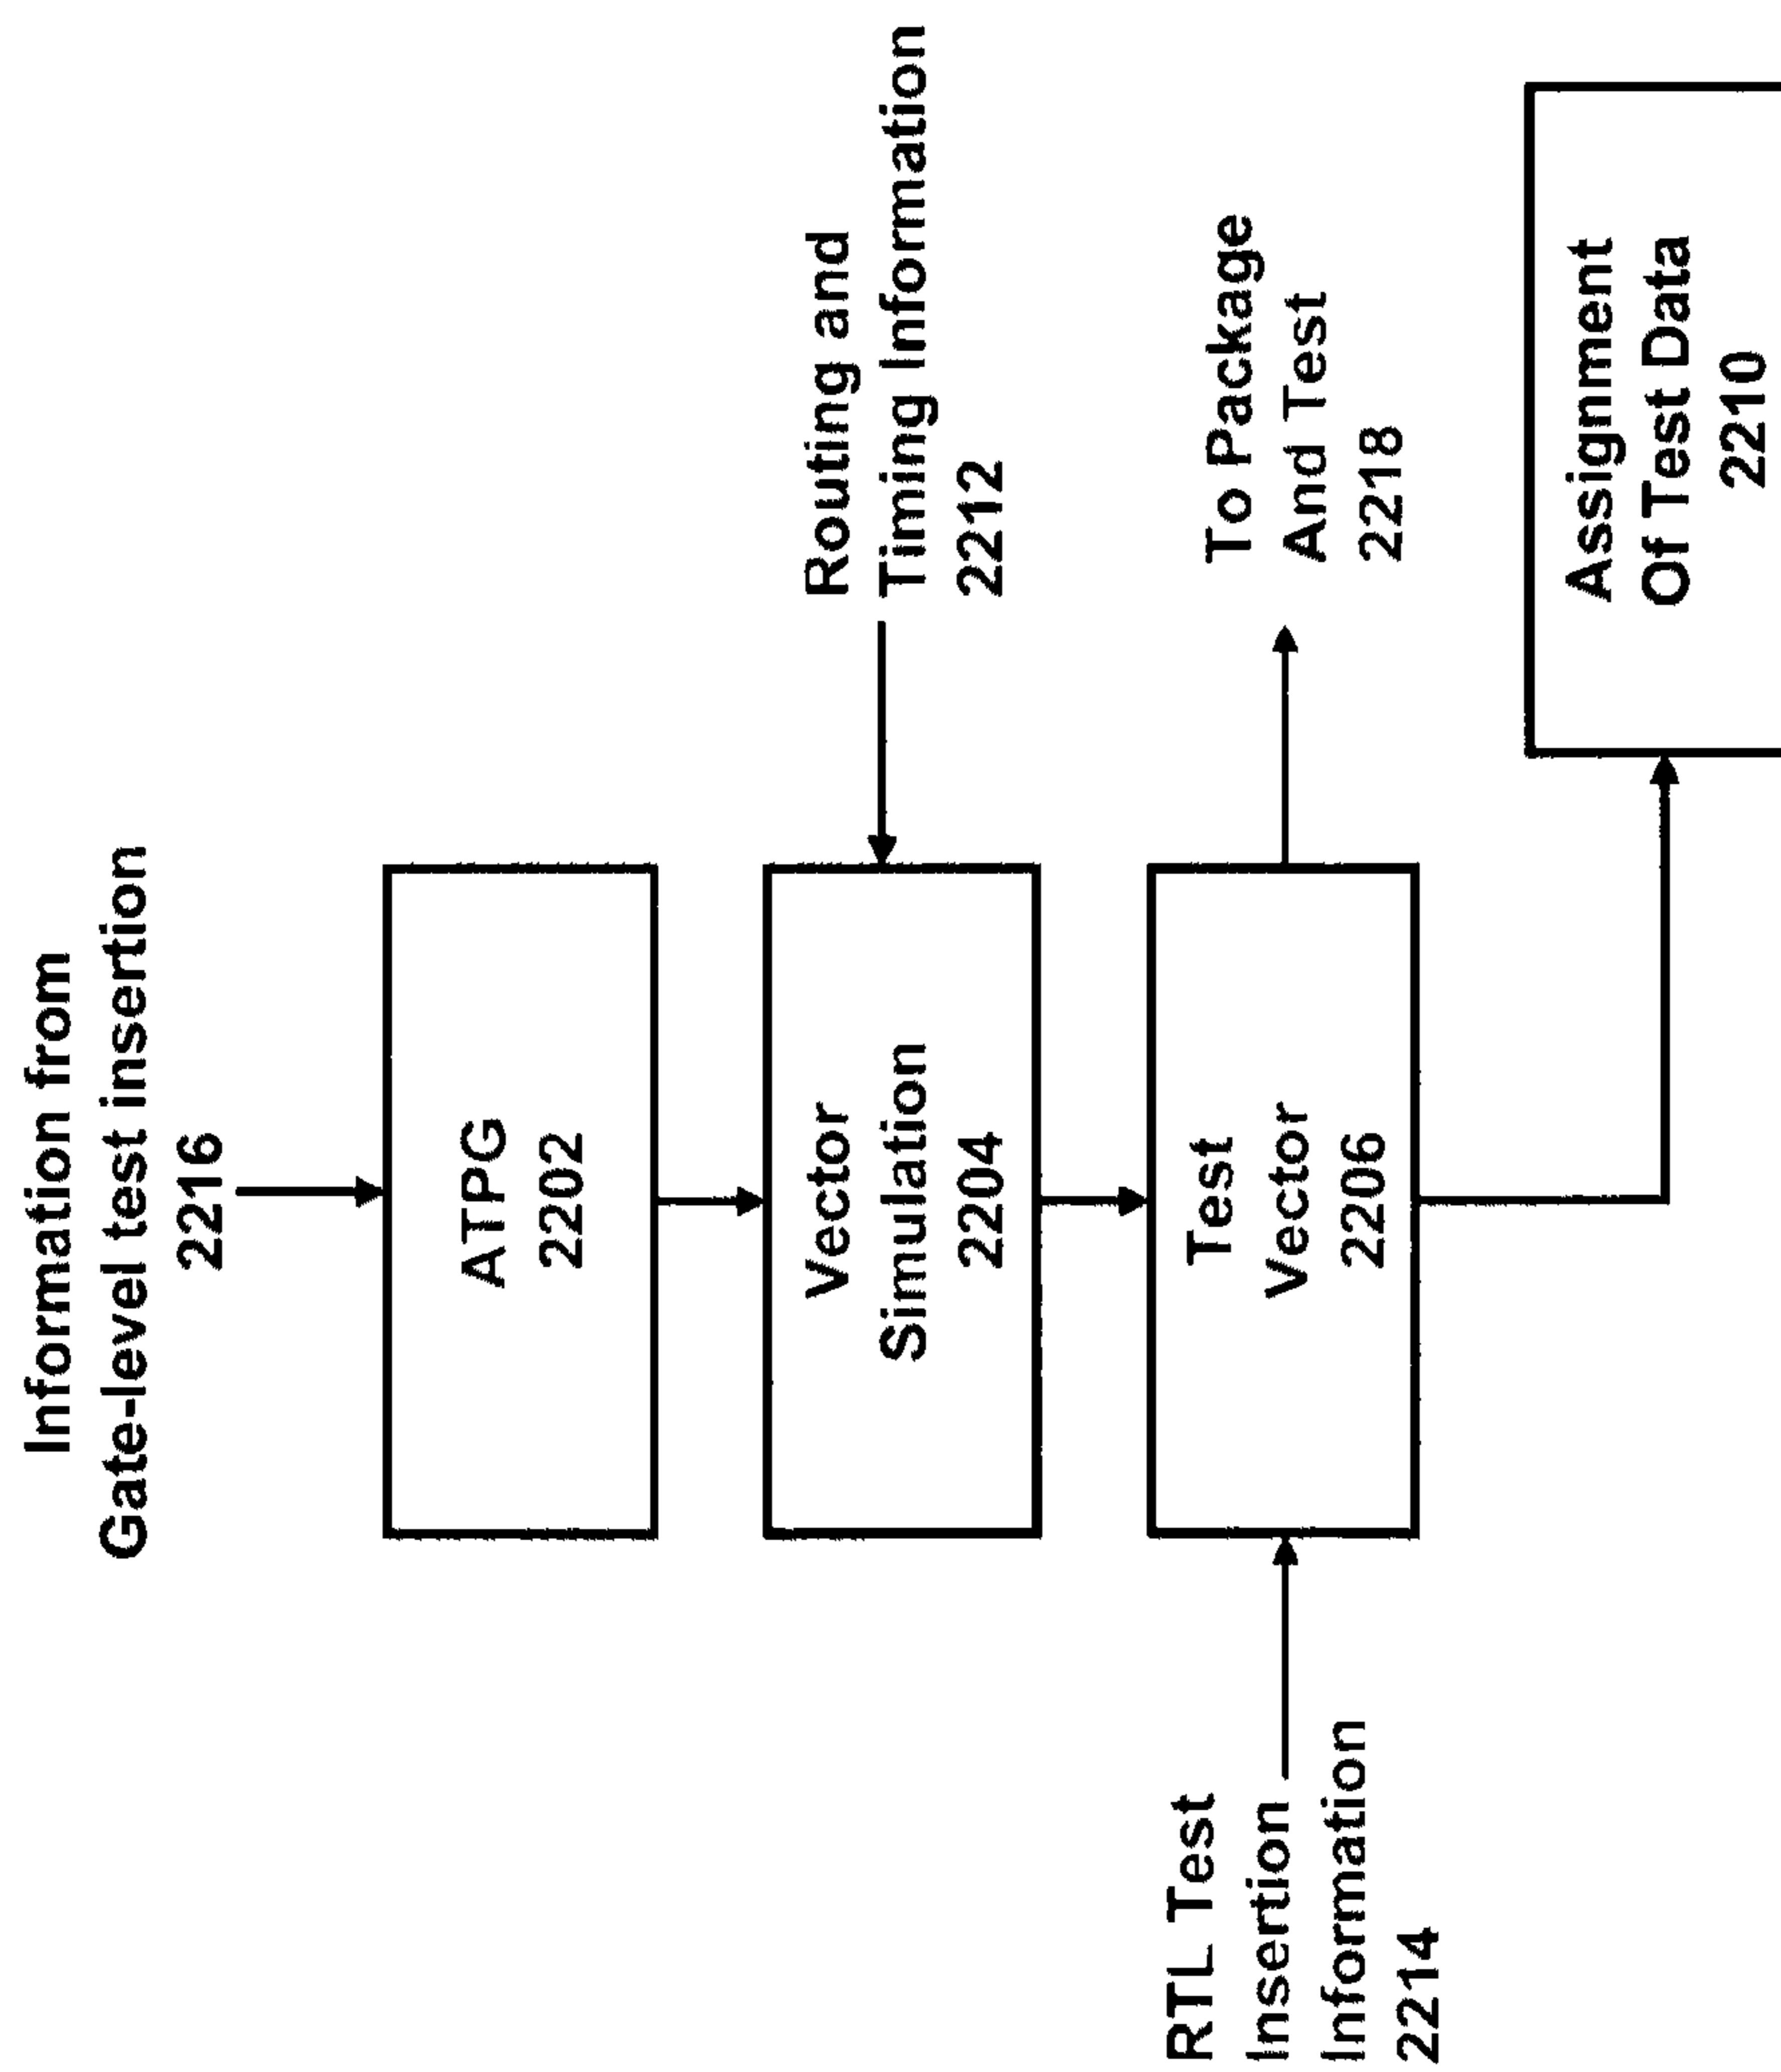 Information from
Gate-level test insertion
2216
ATPG
2202
Routing and
Timing Information
2212
Vector
Simulation
2204
To Package
And Test
2218
Test
Vector
2206
RTL Test
Insertion
Information
2214
Assignment
Of Test Data
2210